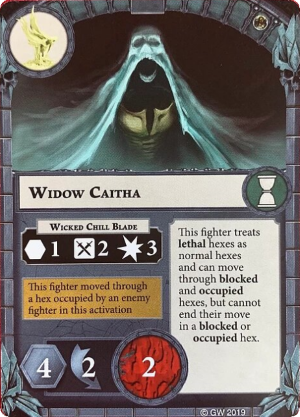 WIDOW CAITHA
WICKED CHILL BLADE
1 2 3
This fighter moved through
a hex occupied by an enemy
fighter in this activation
This fighter treats
lethal hexes as
normal hexes
and can move
through blocked
and occupied
hexes, but cannot
end their move
in a blocked or
occupied hex.
4 2 2
© GW 2019